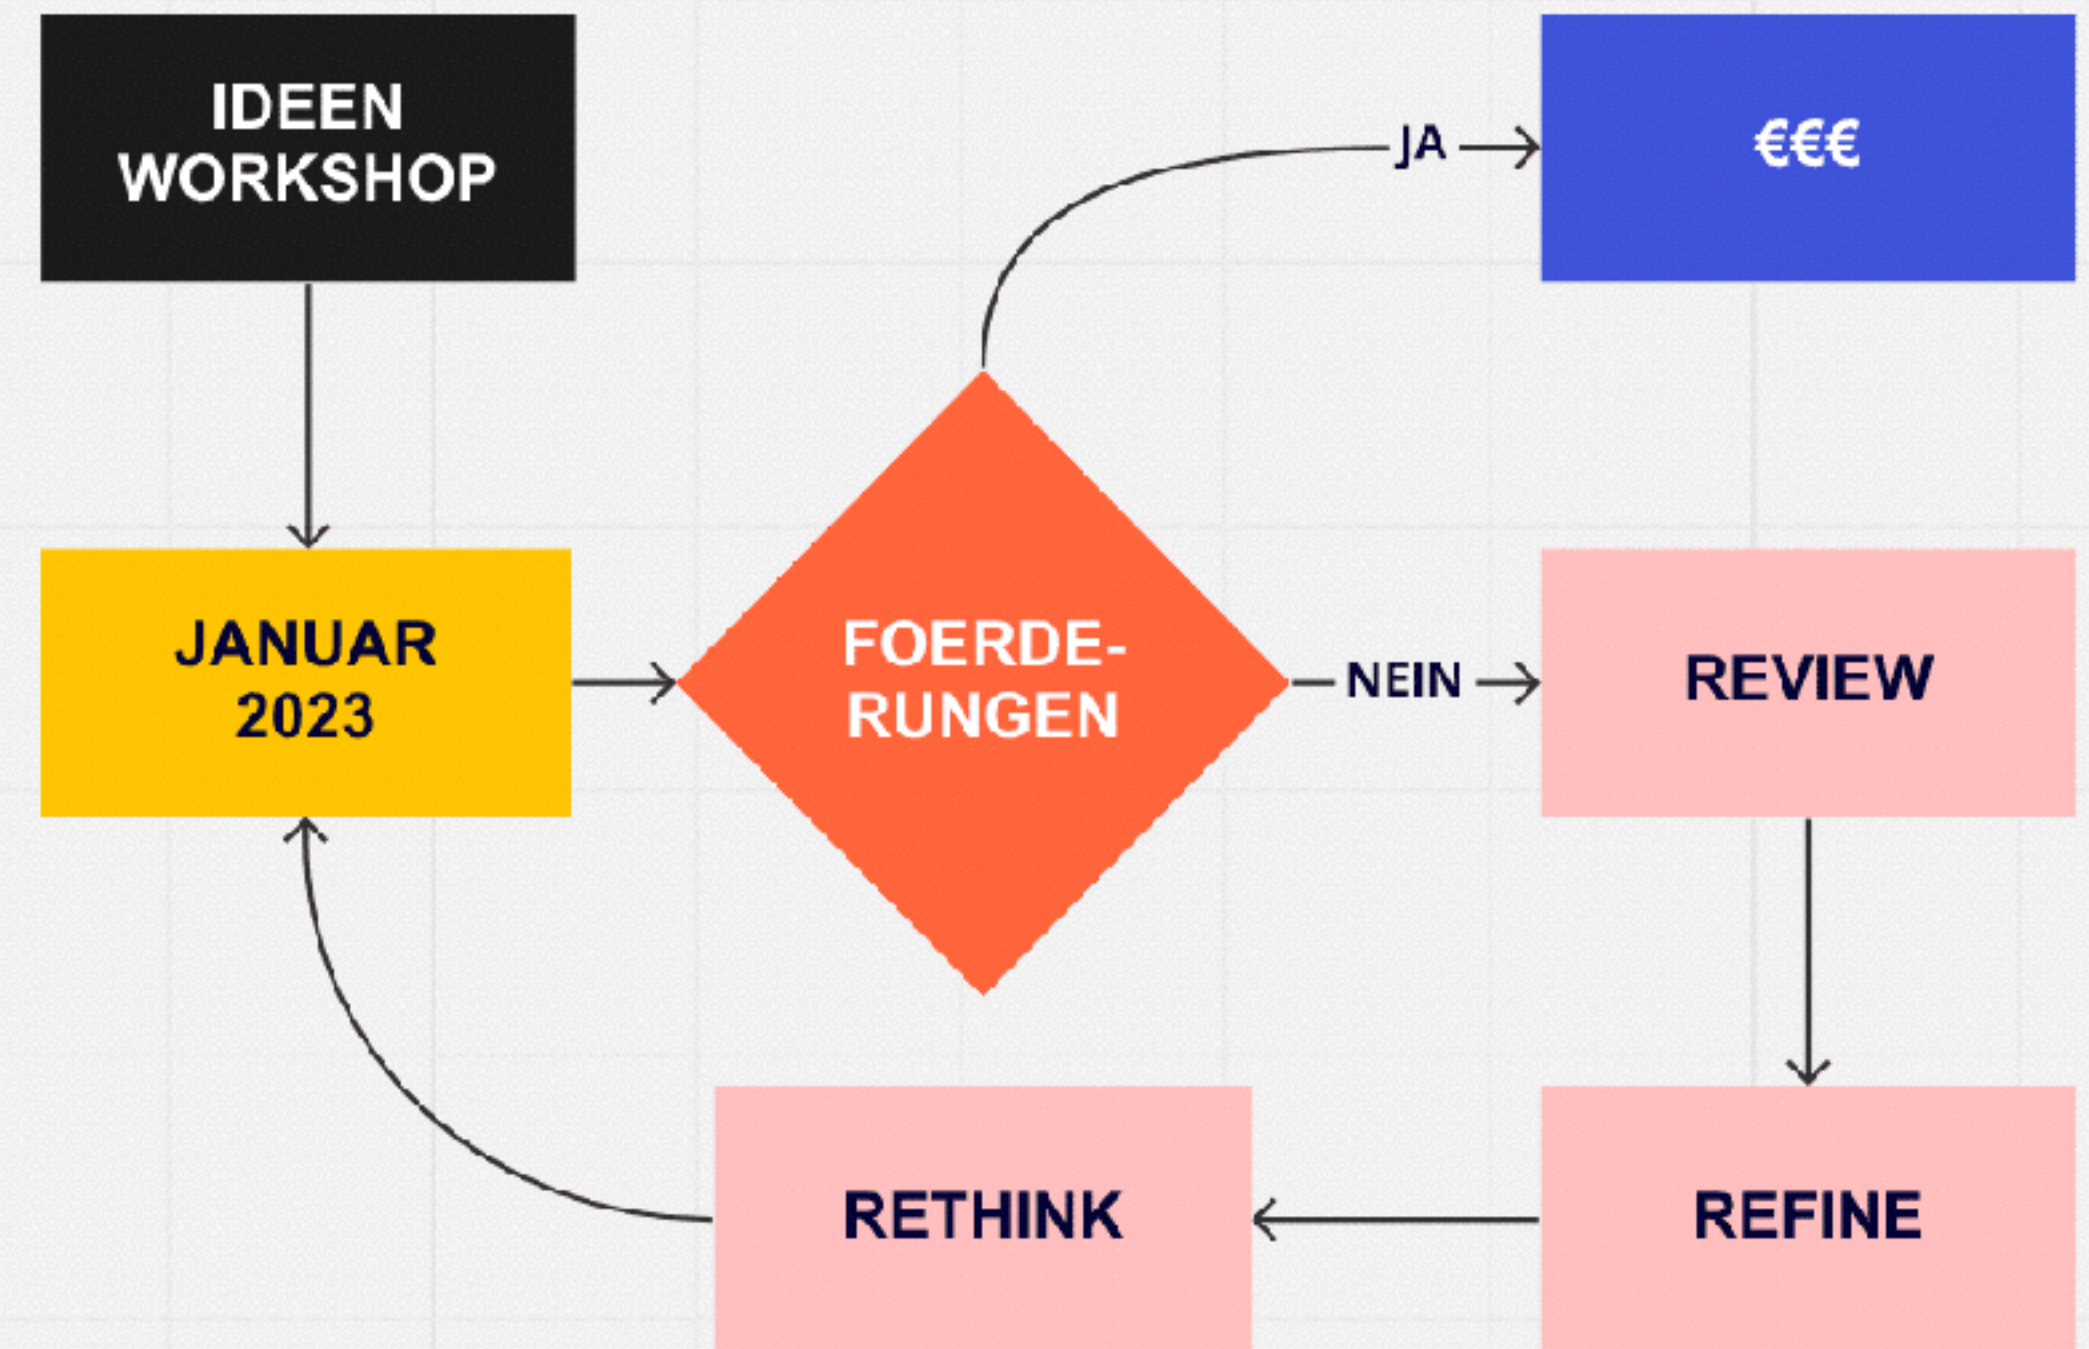 IDEEN
WORKSHOP
JA
€€€
JANUAR
2023
FOERDE-
RUNGEN
NEIN
REVIEW
RETHINK
REFINE